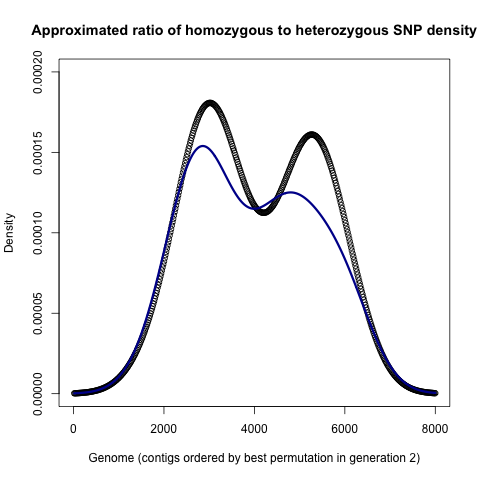 Approximated ratio of homozygous to heterozygous SNP density
0.00020
0.00015
0.00010
0.00005
0.00000
Density
0 2000 4000 6000 8000
Genome (contigs ordered by best permutation in generation 2)